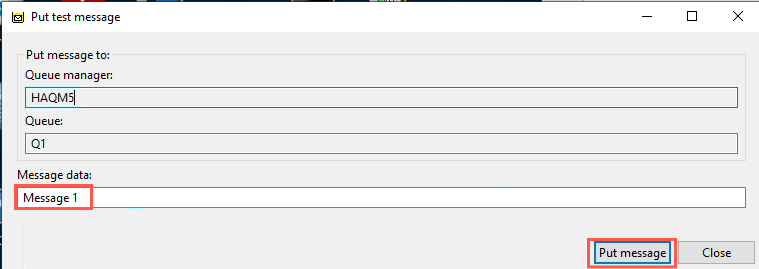 Put test message
Put message to:
Queue manager:
HAQM5
Queue:
Q1
Message data:
Message 1
Put message
Close